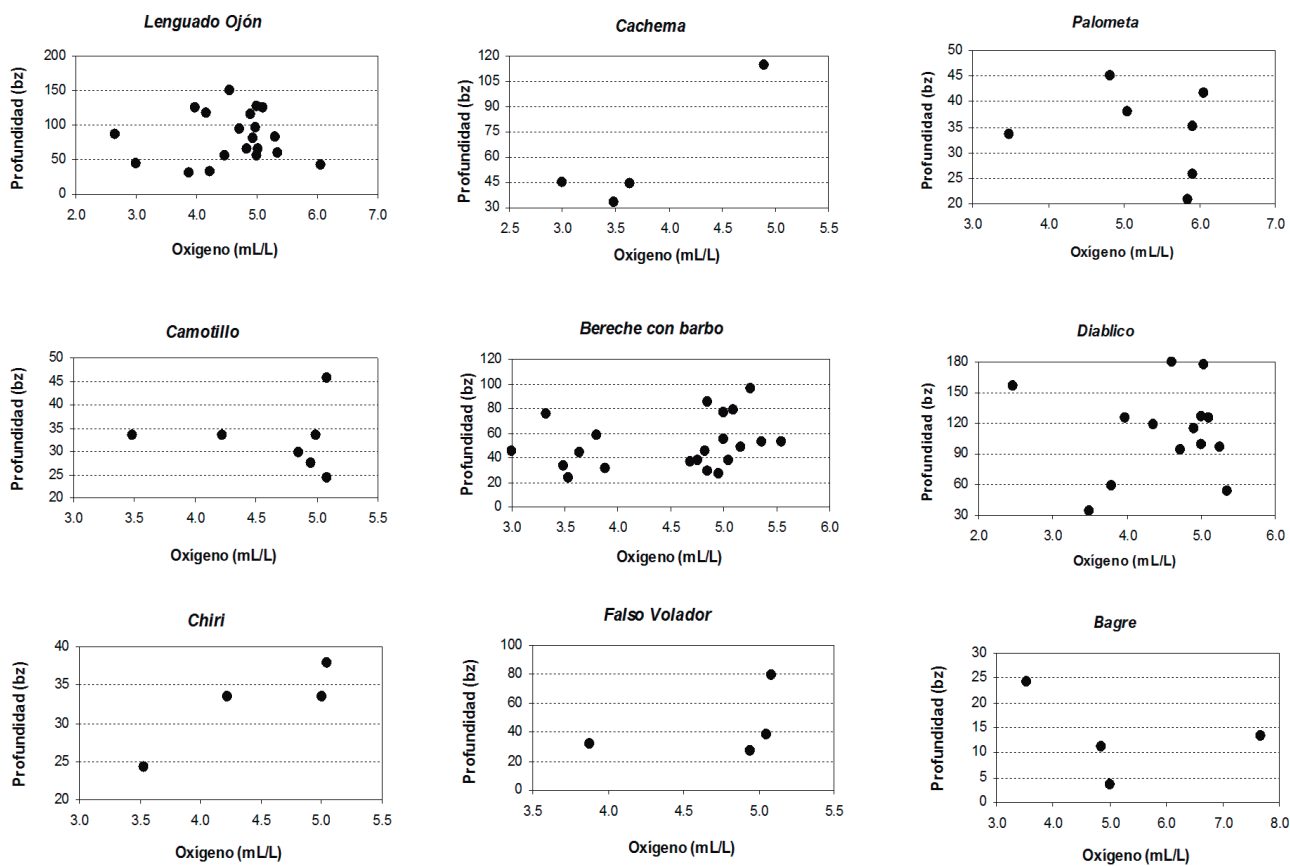 Lenguado Ojón
Profundidad (bz)
200
150
100
50
0
2.0 3.0 4.0 5.0 6.0 7.0
Oxigeno (mL/L)
Cachema
Profundidad (bz)
120
105
90
75
60
45
30
2.5 3.0 3.5 4.0 4.5 5.0 5.5
Oxigeno (mL/L)
Palometa
Profundidad (bz)
50
45
40
35
30
25
20
3.0 4.0 5.0 6.0 7.0
Oxigeno (mL/L)
Camotillo
Profundidad (bz)
50
45
40
35
30
25
20
3.0 3.5 4.0 4.5 5.0 5.5
Oxigeno (mL/L)
Bereche con barbo
Profundidad (bz)
120
100
80
60
40
20
0
3.0 3.5 4.0 4.5 5.0 5.5 6.0
Oxigeno (mL/L)
Diablico
Profundidad (bz)
180
150
120
90
60
30
2.0 3.0 4.0 5.0 6.0
Oxigeno (mL/L)
Chiri
Profundidad (bz)
40
35
30
25
20
3.0 3.5 4.0 4.5 5.0 5.5
Oxigeno (mL/L)
Falso Volador
Profundidad (bz)
100
80
60
40
20
0
3.5 4.0 4.5 5.0 5.5
Oxigeno (mL/L)
Bagre
Profundidad (bz)
30
25
20
15
10
5
0
3.0 4.0 5.0 6.0 7.0 8.0
Oxigeno (mL/L)